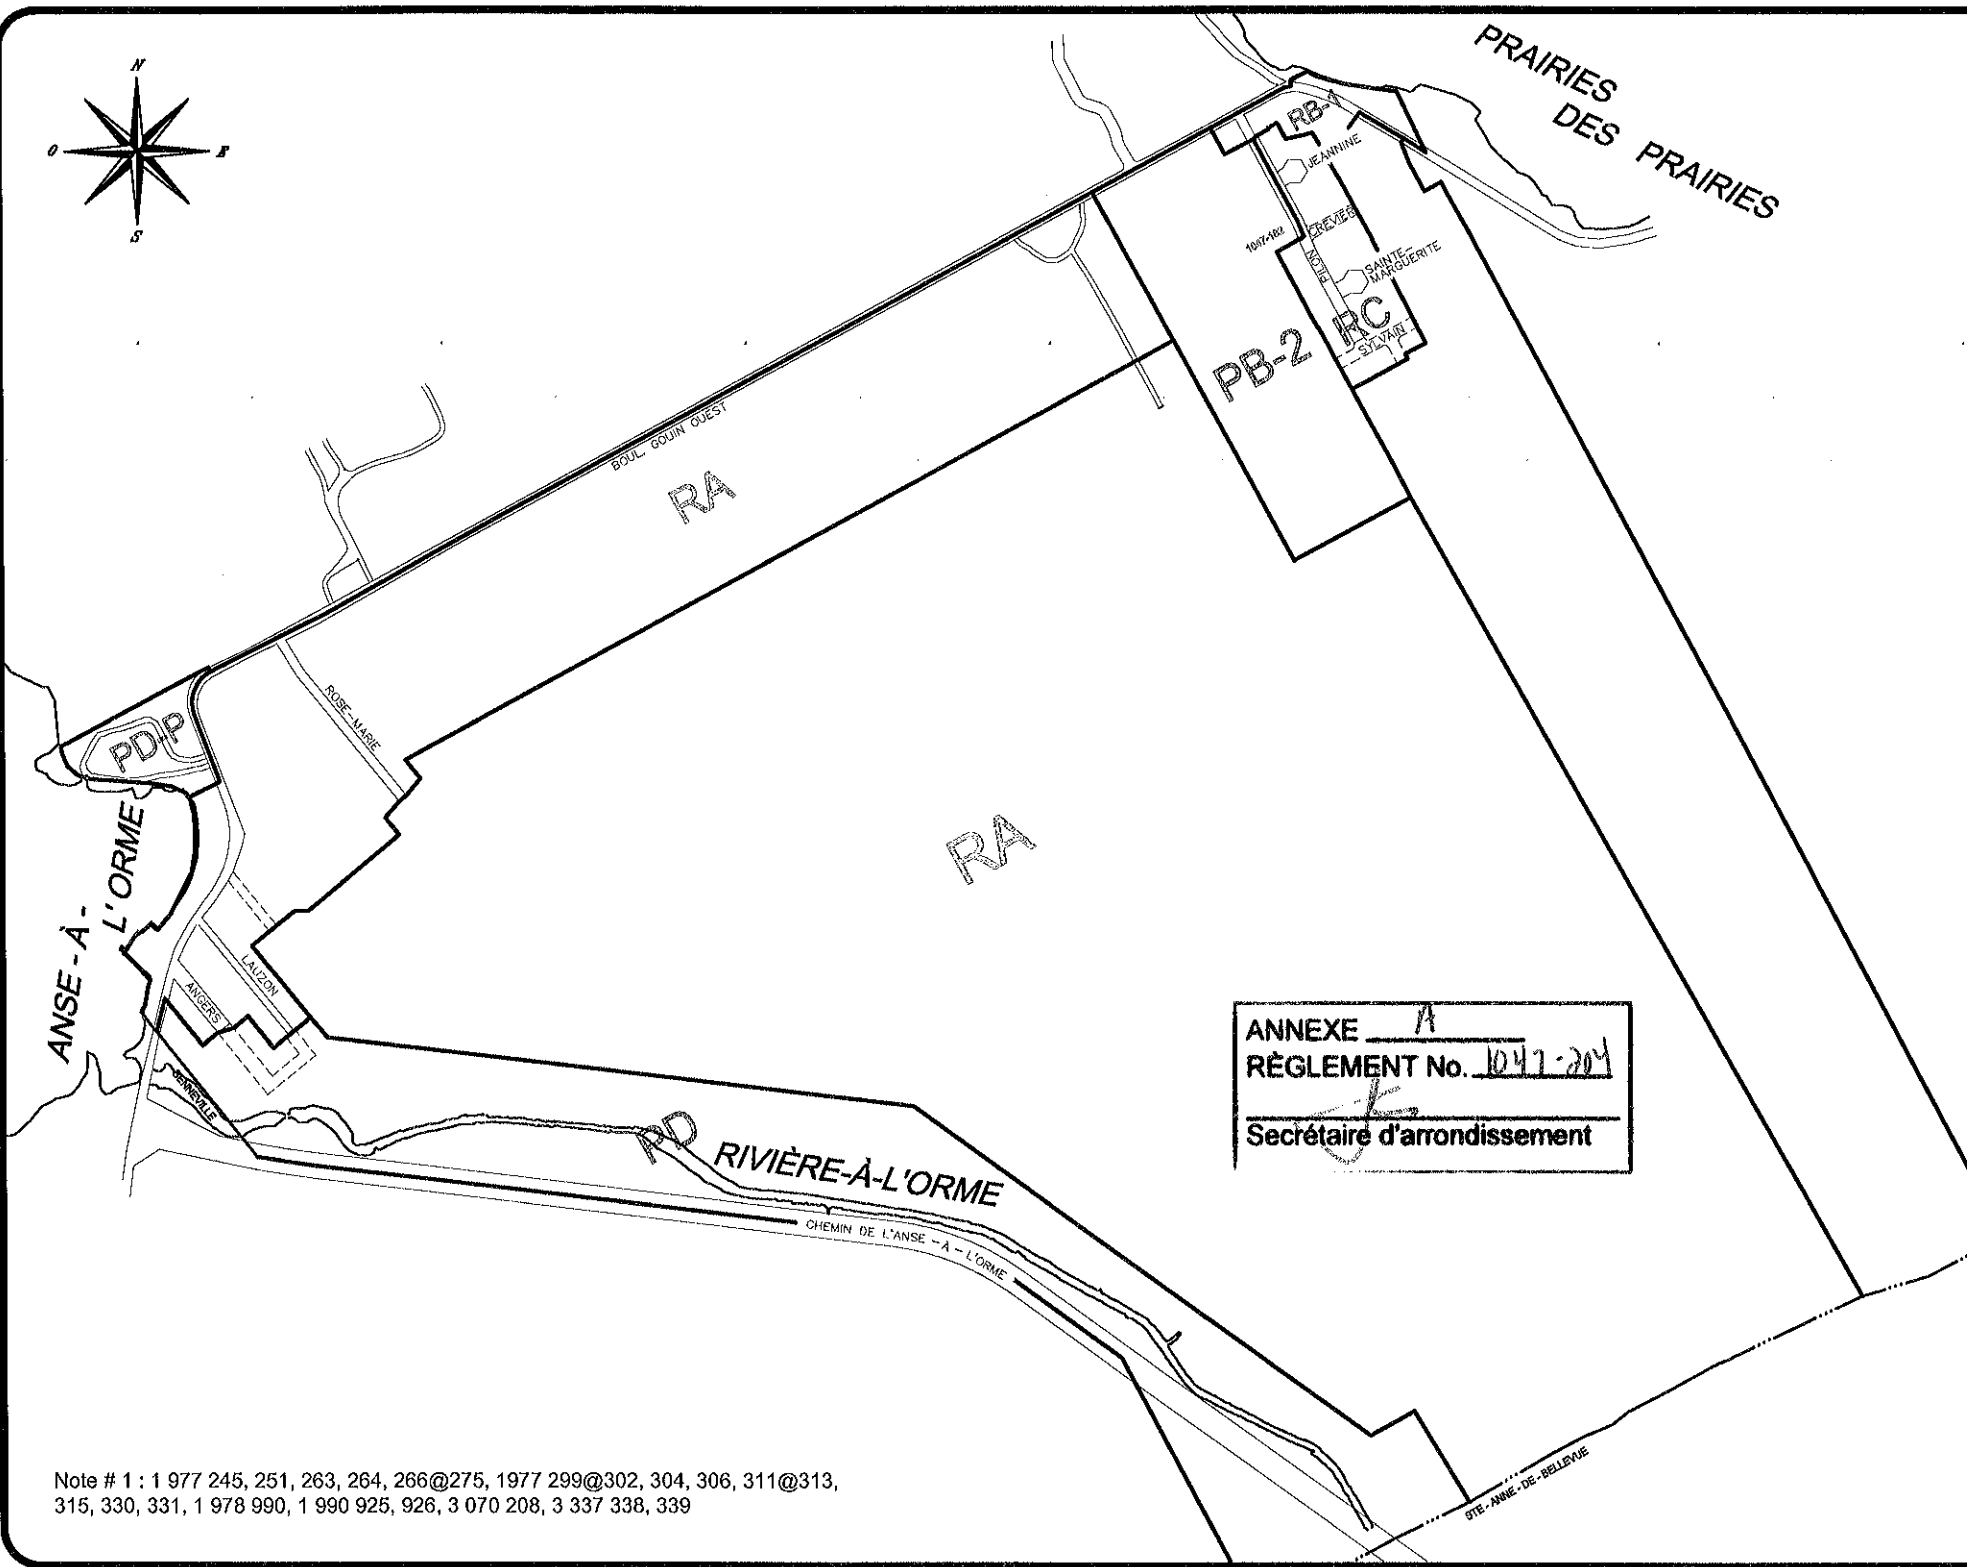 N
O
E
S
PRAIRIES
DES PRAIRIES
RB-1
JEANNINE
CREVIER
1047-182
PILON
SAINTE-
MARGUERITE
RC
SYLVAIN
PB-2
BOUL. GOUIN OUEST
RA
ROSE-MARIE
PD-P
ANSE-À-
L'ORME
RA
LAUZON
ANGERS
SENNEVILLE
RIVIÈRE-À-L'ORME
CHEMIN DE L'ANSE-À-L'ORME
ANNEXE A
RÈGLEMENT No. 1047-204
Secrétaire d'arrondissement
STE-ANNE-DE-BELLEVUE
Note # 1 : 1 977 245, 251, 263, 264, 266@275, 1977 299@302, 304, 306, 311@313,
315, 330, 331, 1 978 990, 1 990 925, 926, 3 070 208, 3 337 338, 339